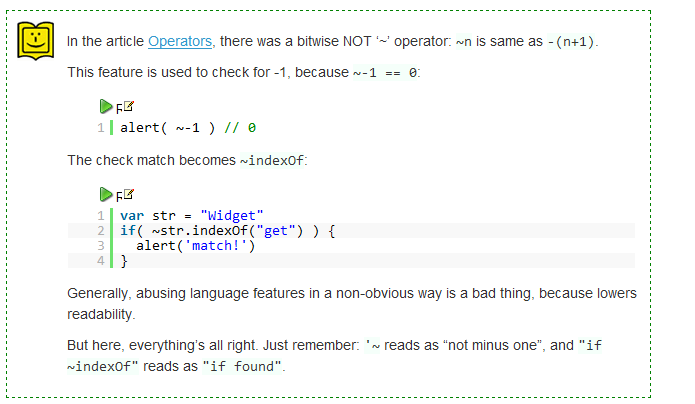 In the article Operators, there was a bitwise NOT '~' operator: ~n is same as -(n+1).
This feature is used to check for -1, because ~-1 == 0:
1 alert( ~-1 ) // 0
The check match becomes ~indexOf:
1 var str = "Widget"
2 if( ~str.indexOf("get") ) {
3   alert('match!')
4 }
Generally, abusing language features in a non-obvious way is a bad thing, because lowers
readability.
But here, everything's all right. Just remember: '~ reads as “not minus one”, and "if
~indexOf" reads as "if found".